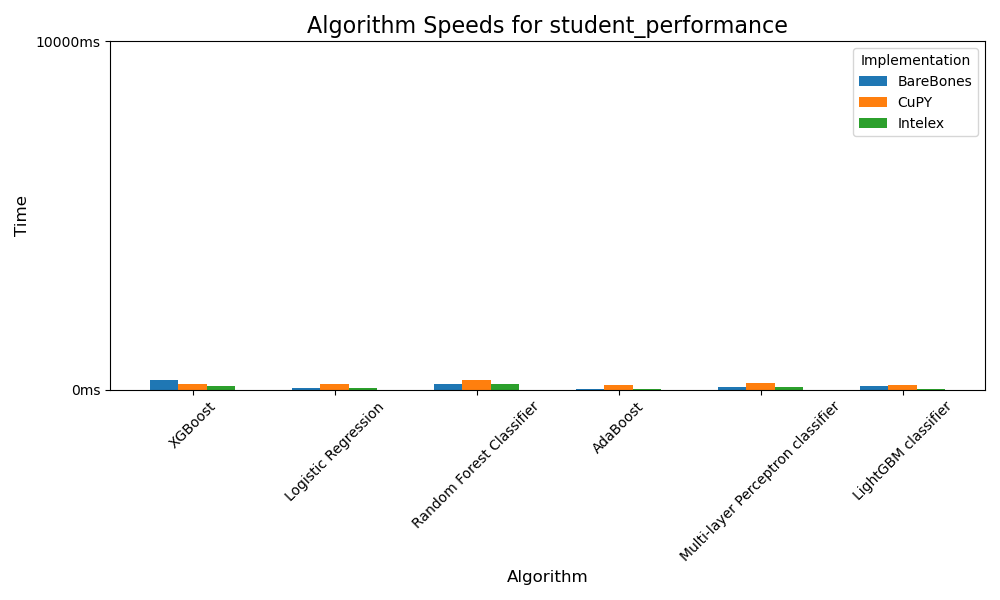 Algorithm Speeds for student_performance
10000ms
0ms
Time
Implementation
BareBones
CuPY
Intelex
XGBoost
Logistic Regression
Random Forest Classifier
AdaBoost
Multi-layer Perceptron classifier
LightGBM classifier
Algorithm